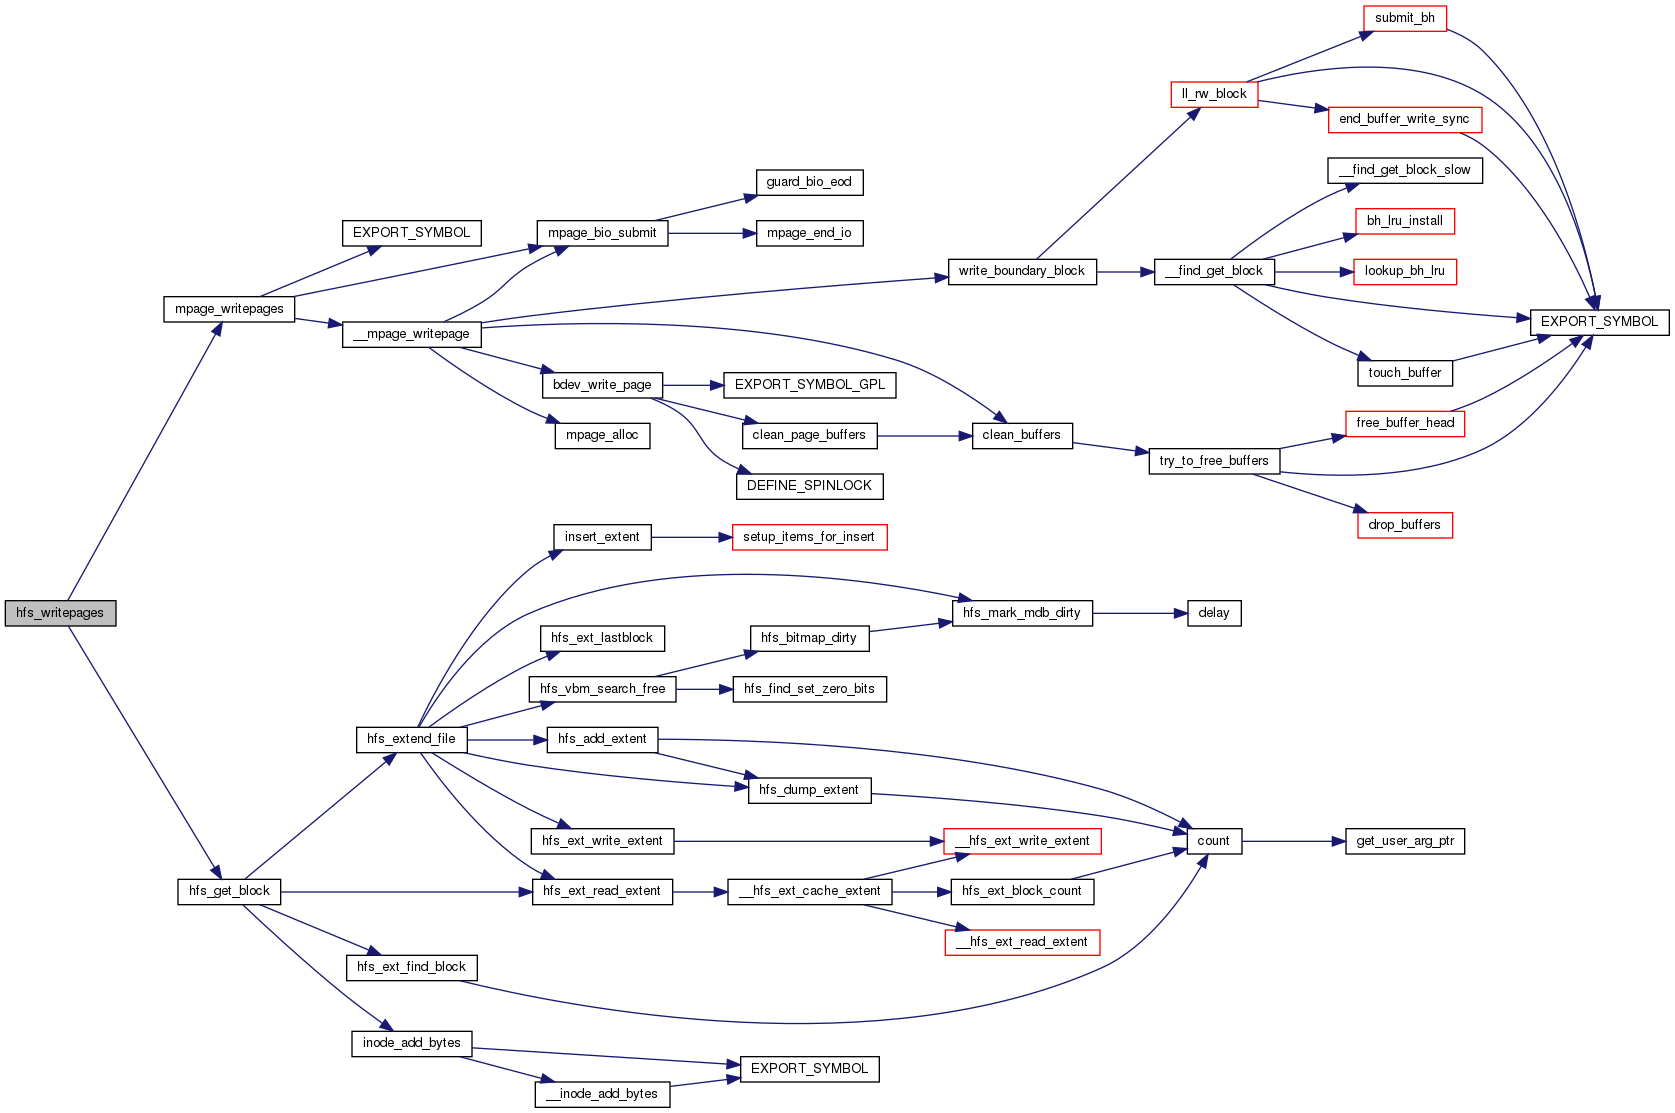 submit_bh
ll_rw_block
end_buffer_write_sync
__find_get_block_slow
guard_bio_eod
bh_lru_install
EXPORT_SYMBOL
mpage_bio_submit
mpage_end_io
write_boundary_block
__find_get_block
lookup_bh_lru
mpage_writepages
__mpage_writepage
EXPORT_SYMBOL
touch_buffer
bdev_write_page
EXPORT_SYMBOL_GPL
free_buffer_head
mpage_alloc
clean_page_buffers
clean_buffers
try_to_free_buffers
DEFINE_SPINLOCK
drop_buffers
insert_extent
setup_items_for_insert
hfs_writepages
hfs_mark_mdb_dirty
delay
hfs_ext_lastblock
hfs_bitmap_dirty
hfs_vbm_search_free
hfs_find_set_zero_bits
hfs_extend_file
hfs_add_extent
hfs_dump_extent
hfs_ext_write_extent
__hfs_ext_write_extent
count
get_user_arg_ptr
hfs_get_block
hfs_ext_read_extent
__hfs_ext_cache_extent
hfs_ext_block_count
__hfs_ext_read_extent
hfs_ext_find_block
inode_add_bytes
EXPORT_SYMBOL
__inode_add_bytes